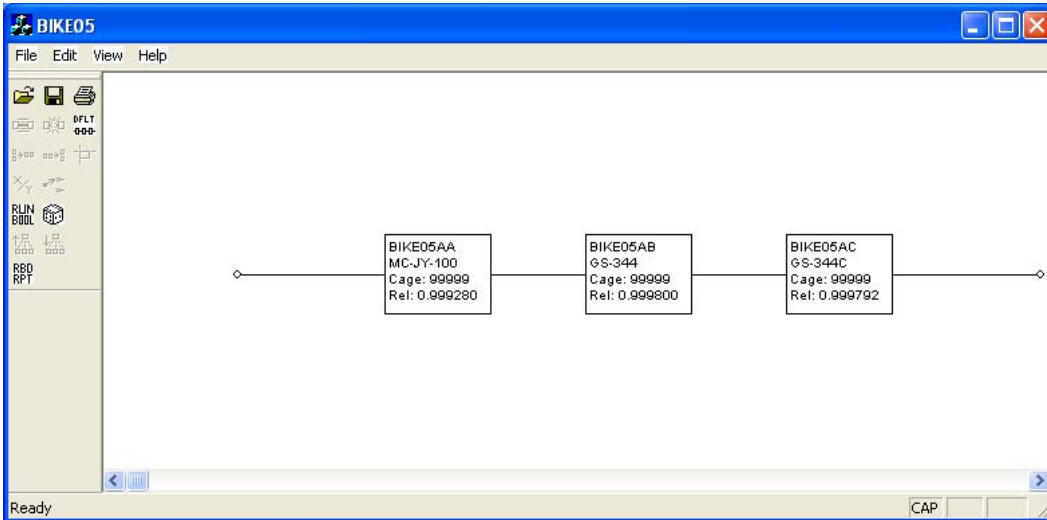 BIKE05
File Edit View Help
DFLT
X/Y
RUN
BOOL
RBD
RPT
BIKE05AA
MC-JY-100
Cage: 99999
Rel: 0.999280
BIKE05AB
GS-344
Cage: 99999
Rel: 0.999800
BIKE05AC
GS-344C
Cage: 99999
Rel: 0.999792
Ready
CAP